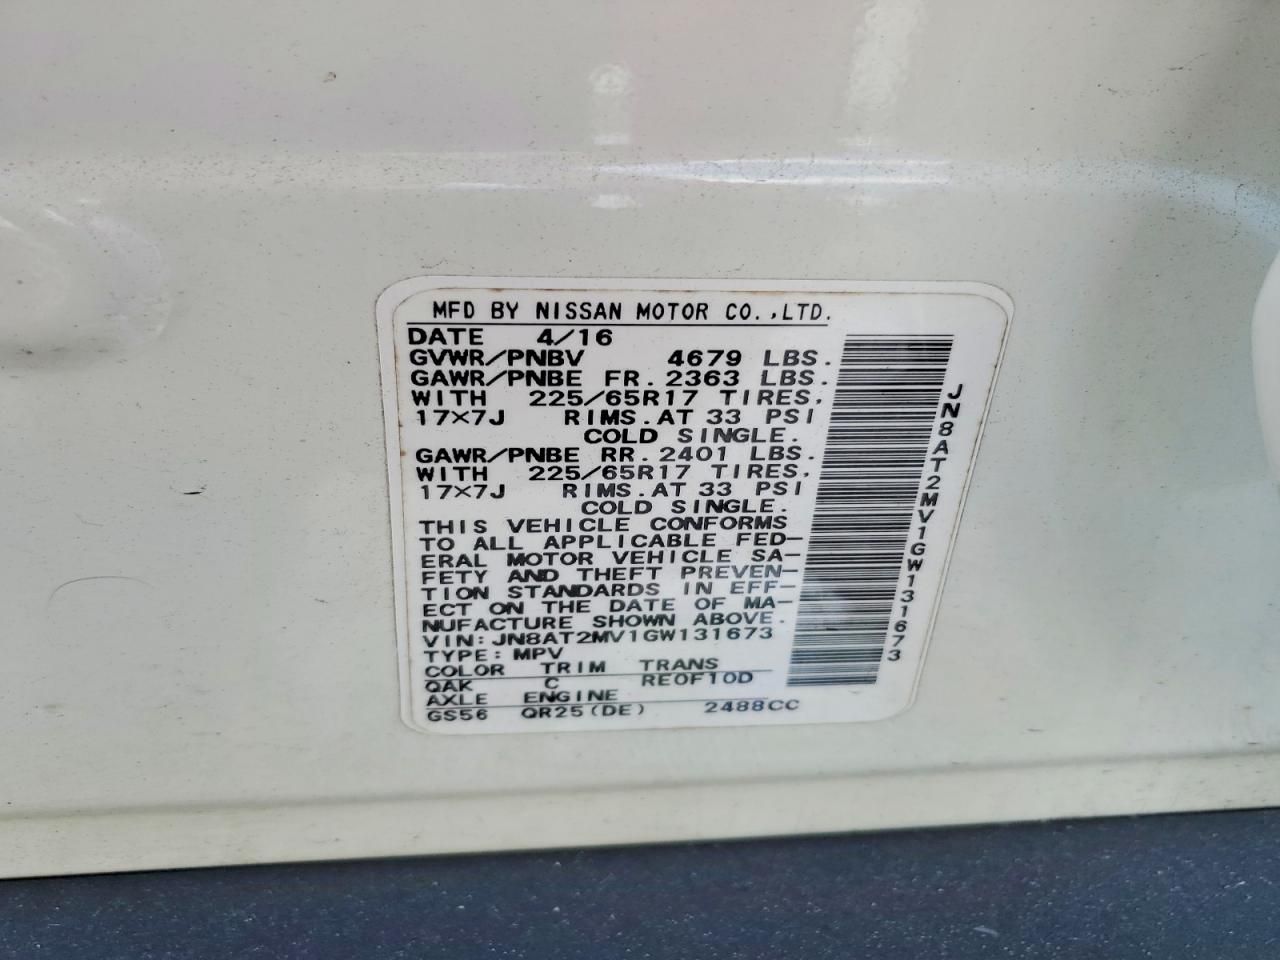 MFD BY NISSAN MOTOR CO.,LTD.
DATE 4/16
GVWR/PNBV 4679 LBS.
GAWR/PNBE FR. 2363 LBS.
WITH 225/65R17 TIRES.
17×7J RIMS. AT 33 PSI
COLD SINGLE.
GAWR/PNBE RR. 2401 LBS.
WITH 225/65R17 TIRES.
17×7J RIMS. AT 33 PSI
COLD SINGLE.
THIS VEHICLE CONFORMS
TO ALL APPLICABLE FED-
ERAL MOTOR VEHICLE SA-
FETY AND THEFT PREVEN-
TION STANDARDS IN EFF-
ECT ON THE DATE OF MA-
NUFACTURE SHOWN ABOVE.
VIN: JN8AT2MV1GW131673
TYPE: MPV
COLOR TRIM TRANS
QAK C RE0F10D
AXLE ENGINE
GS56 QR25(DE) 2488CC
JN8AT2MV1GW131673